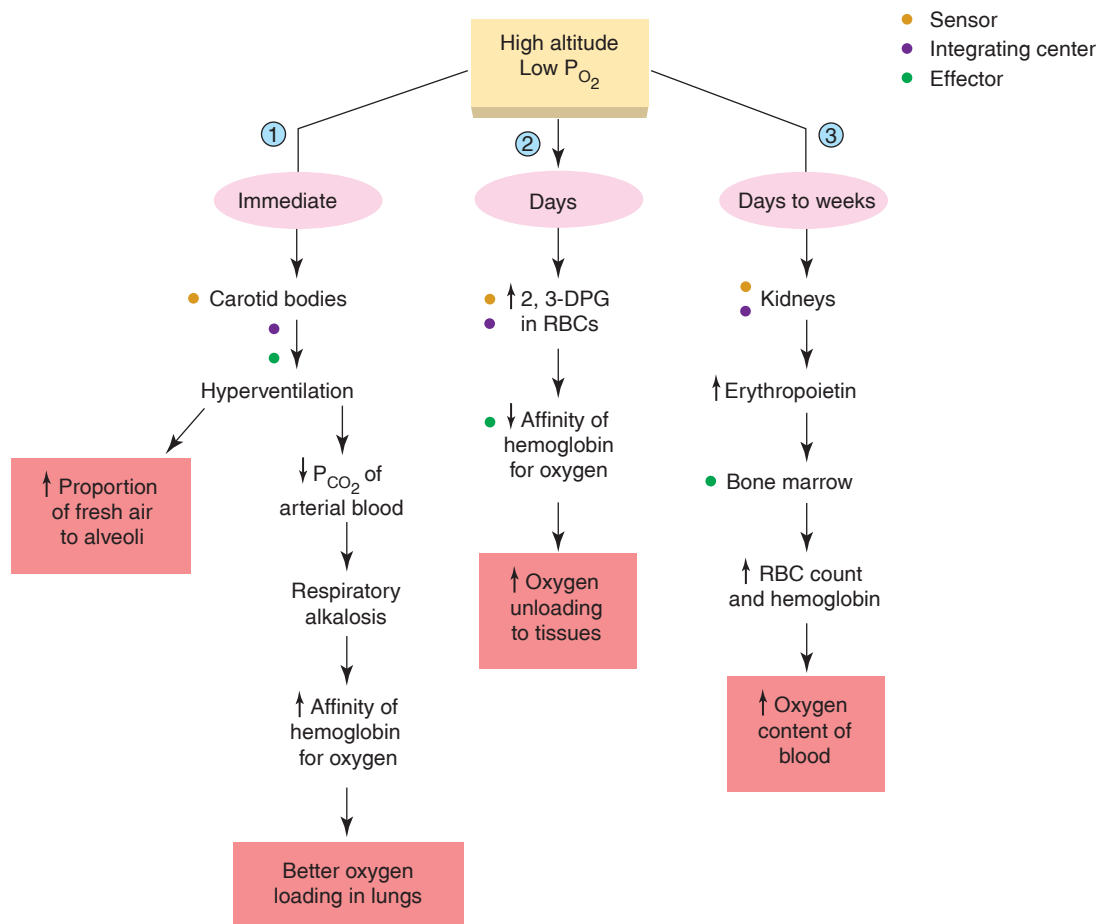 High altitude
Low PO2
Sensor
Integrating center
Effector
1
2
3
Immediate
Days
Days to weeks
Carotid bodies
Hyperventilation
↑ Proportion
of fresh air
to alveoli
↓ PCO2 of
arterial blood
Respiratory
alkalosis
↑ Affinity of
hemoglobin
for oxygen
Better oxygen
loading in lungs
↑ 2, 3-DPG
in RBCs
↓ Affinity of
hemoglobin
for oxygen
↑ Oxygen
unloading
to tissues
Kidneys
↑ Erythropoietin
Bone marrow
↑ RBC count
and hemoglobin
↑ Oxygen
content of
blood